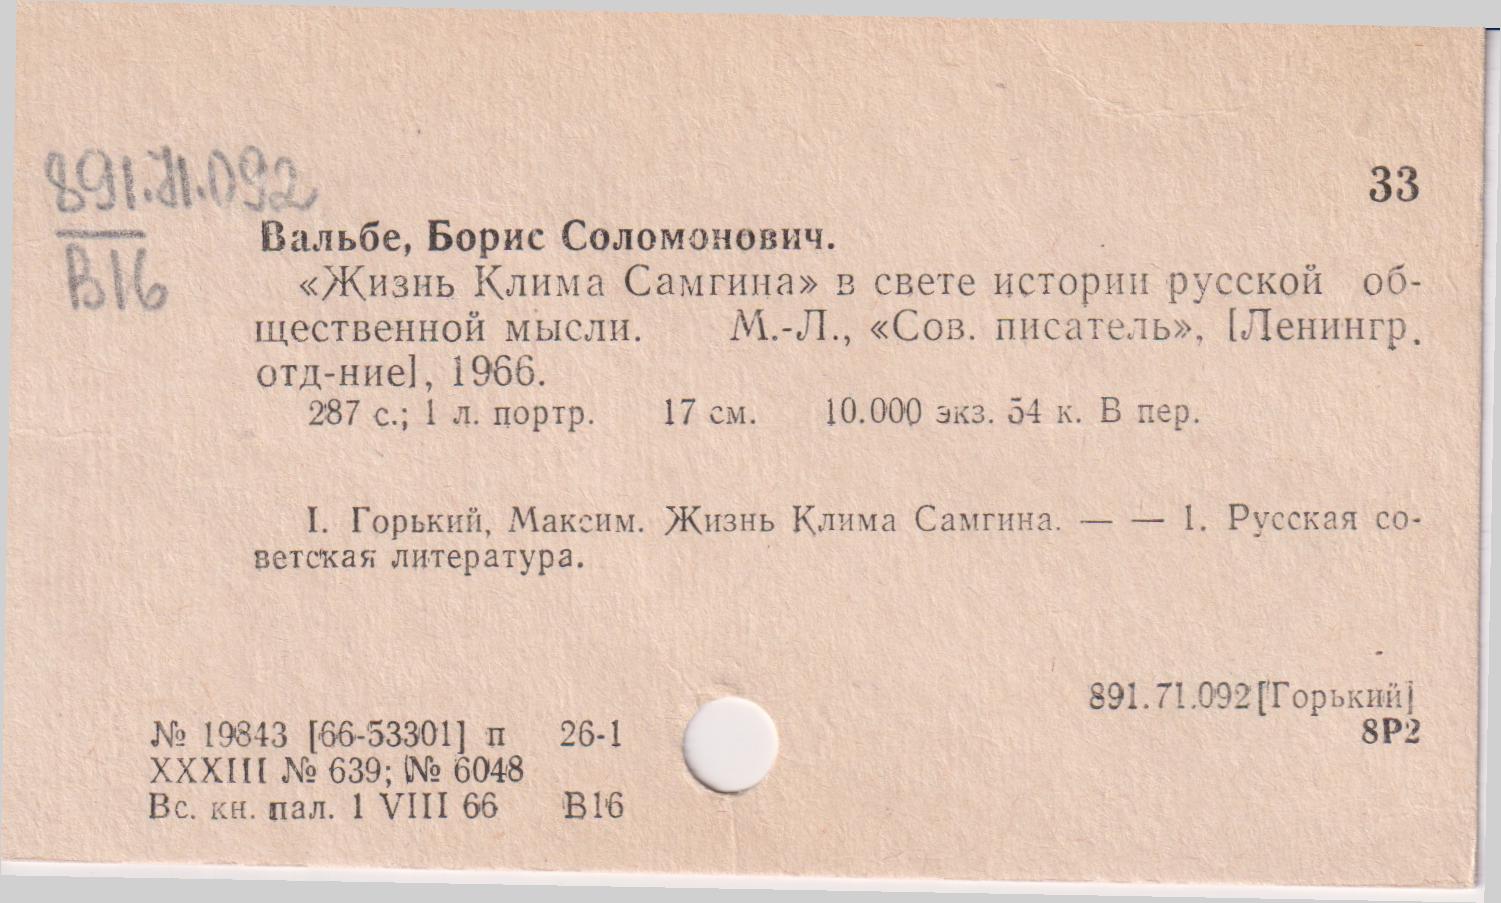 891.71.092
В16
33
Вальбе, Борис Соломонович.
«Жизнь Клима Самгина» в свете истории русской об-
щественной мысли. М.-Л., «Сов. писатель», [Ленингр.
отд-ние], 1966.
287 с.; 1 л. портр. 17 см. 10.000 экз. 54 к. В пер.
I. Горький, Максим. Жизнь Клима Самгина. — — 1. Русская со-
ветская литература.
891.71.092[Горький]
8Р2
№ 19843 [66-53301] п 26-1
XXXIII № 639; № 6048
Вс. кн. пал. 1 VIII 66 В16